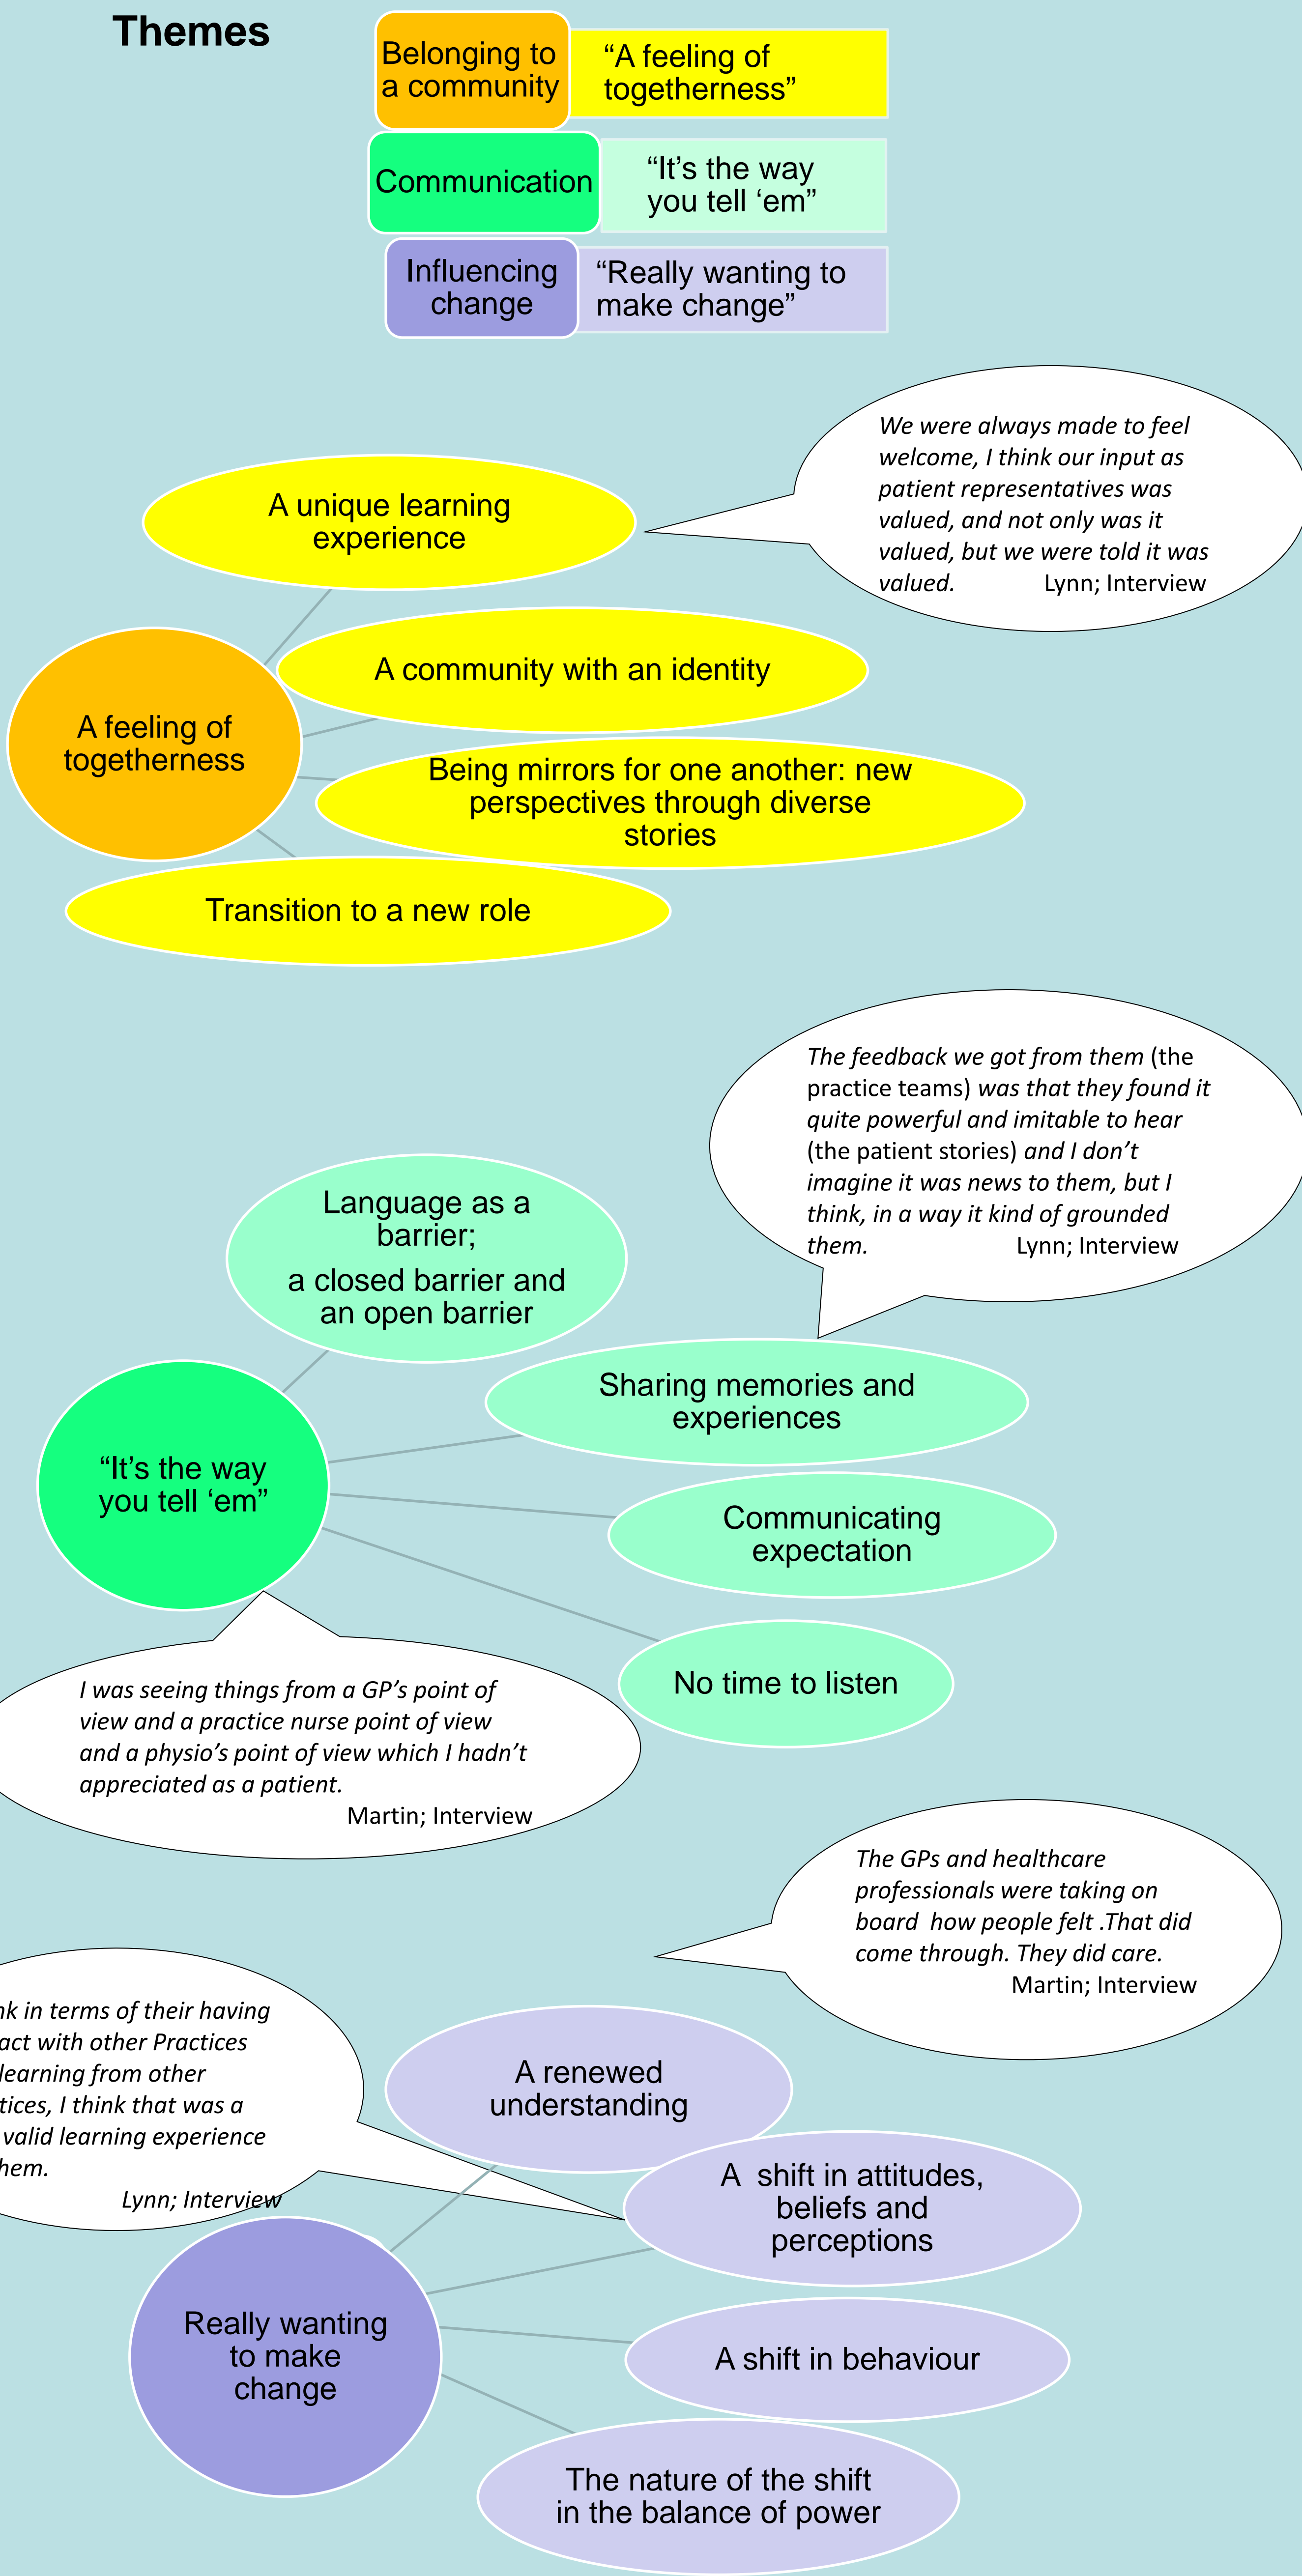 Themes
Belonging to
a community
“A feeling of
togetherness”
Communication
“It’s the way
you tell ‘em”
Influencing
change
“Really wanting to
make change”
We were always made to feel
welcome, I think our input as
patient representatives was
valued, and not only was it
valued, but we were told it was
valued. Lynn; Interview
A unique learning
experience
A community with an identity
A feeling of
togetherness
Being mirrors for one another: new
perspectives through diverse
stories
Transition to a new role
The feedback we got from them (the
practice teams) was that they found it
quite powerful and imitable to hear
(the patient stories) and I don’t
imagine it was news to them, but I
think, in a way it kind of grounded
them. Lynn; Interview
Language as a
barrier;
a closed barrier and
an open barrier
Sharing memories and
experiences
“It’s the way
you tell ‘em”
Communicating
expectation
No time to listen
I was seeing things from a GP’s point of
view and a practice nurse point of view
and a physio’s point of view which I hadn’t
appreciated as a patient.
Martin; Interview
The GPs and healthcare
professionals were taking on
board how people felt .That did
come through. They did care.
Martin; Interview
in terms of their having
with other Practices
learning from other
I think that was a
valid learning experience
Lynn; Interview
A renewed
understanding
A shift in attitudes,
beliefs and
perceptions
Really wanting
to make
change
A shift in behaviour
The nature of the shift
in the balance of power